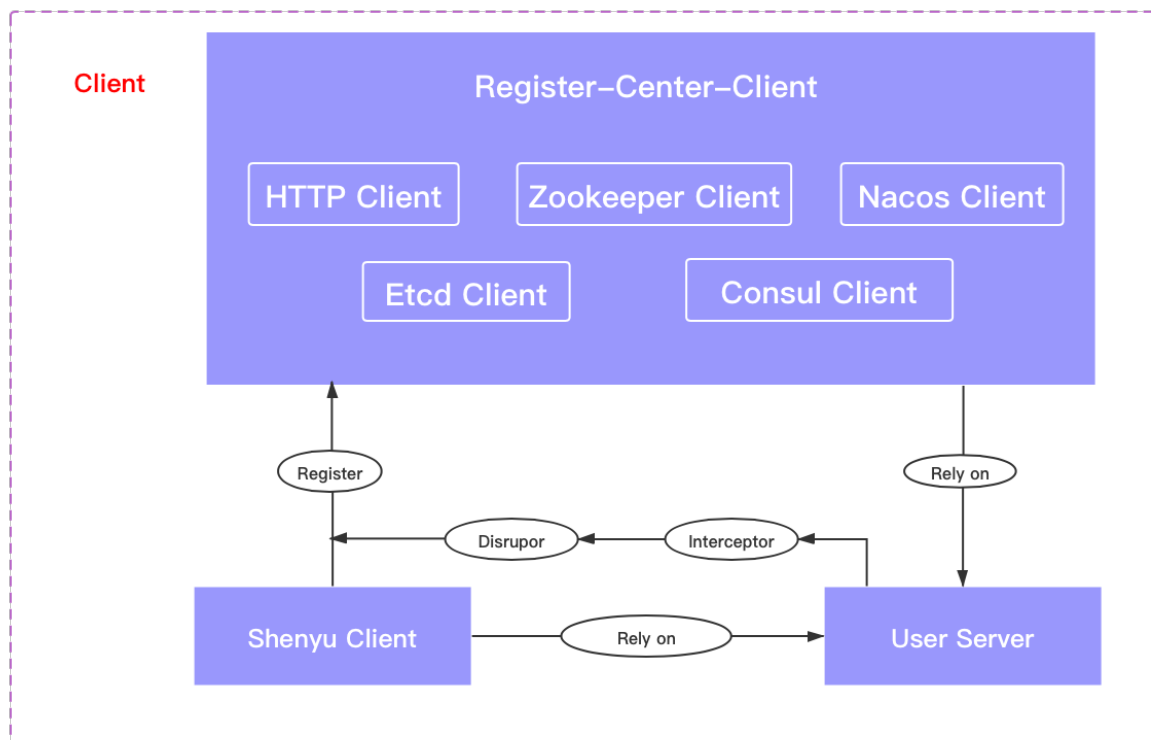 Client
Register-Center-Client
HTTP Client
Zookeeper Client
Nacos Client
Etcd Client
Consul Client
Register
Rely on
Disrupor
Interceptor
Shenyu Client
Rely on
User Server